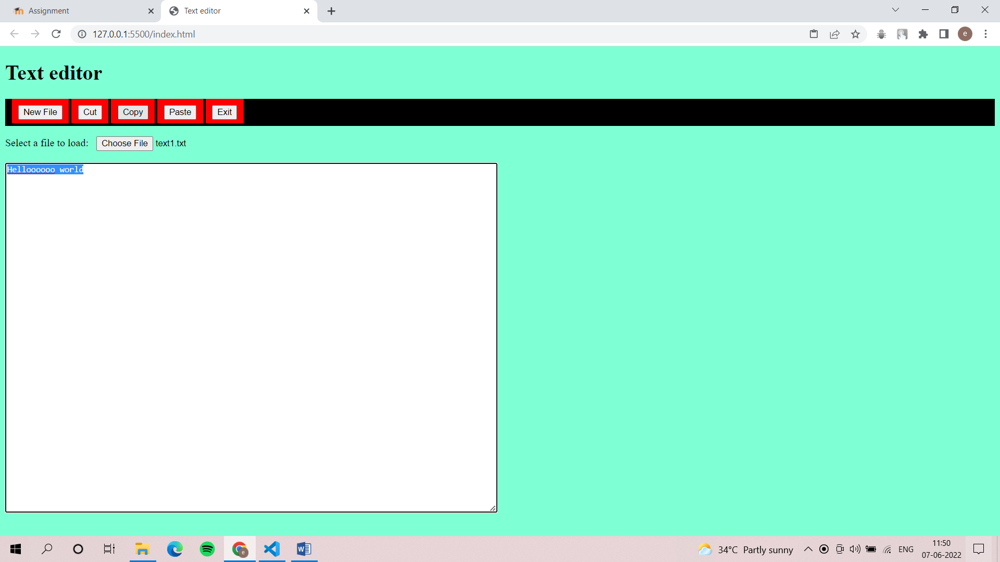 Assignment
Text editor
127.0.0.1:5500/index.html
e
Text editor
New File Cut Copy Paste Exit
Select a file to load: Choose File text1.txt
Helloooooo world
34°C Partly sunny
ENG
11:50
07-06-2022